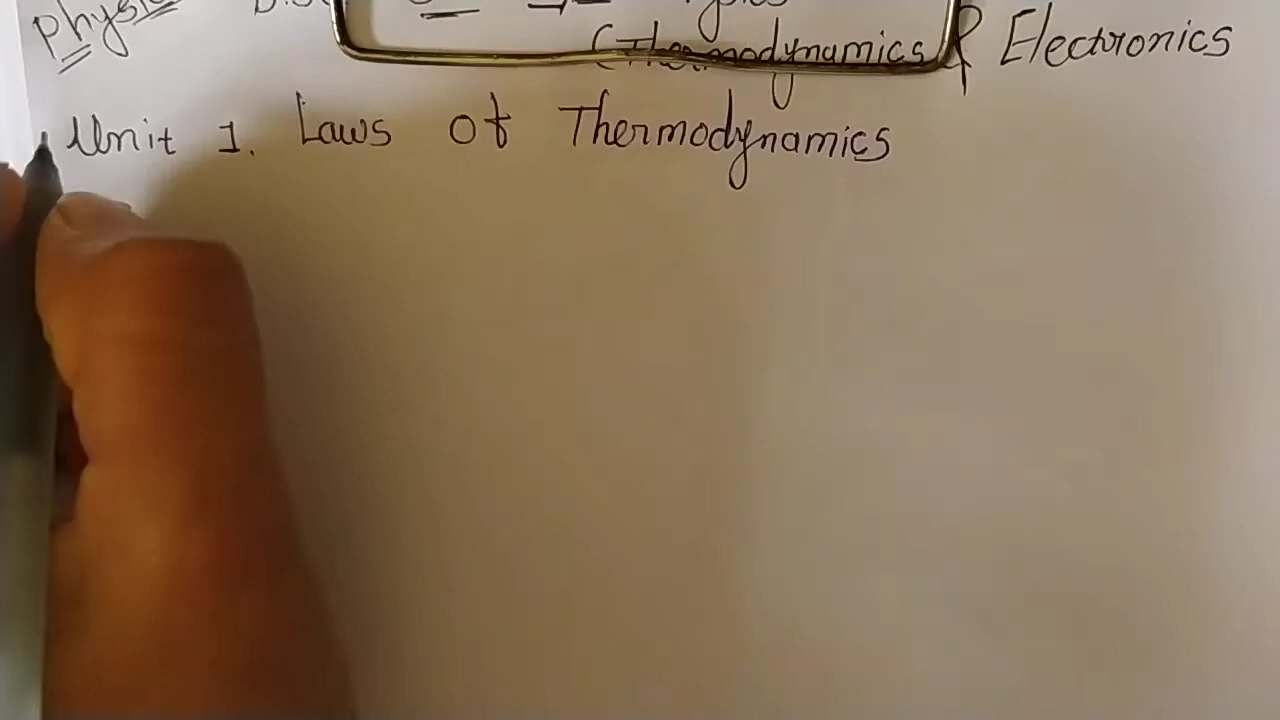 Physics
(Thermodynamics & Electronics
Unit 1. Laws of Thermodynamics